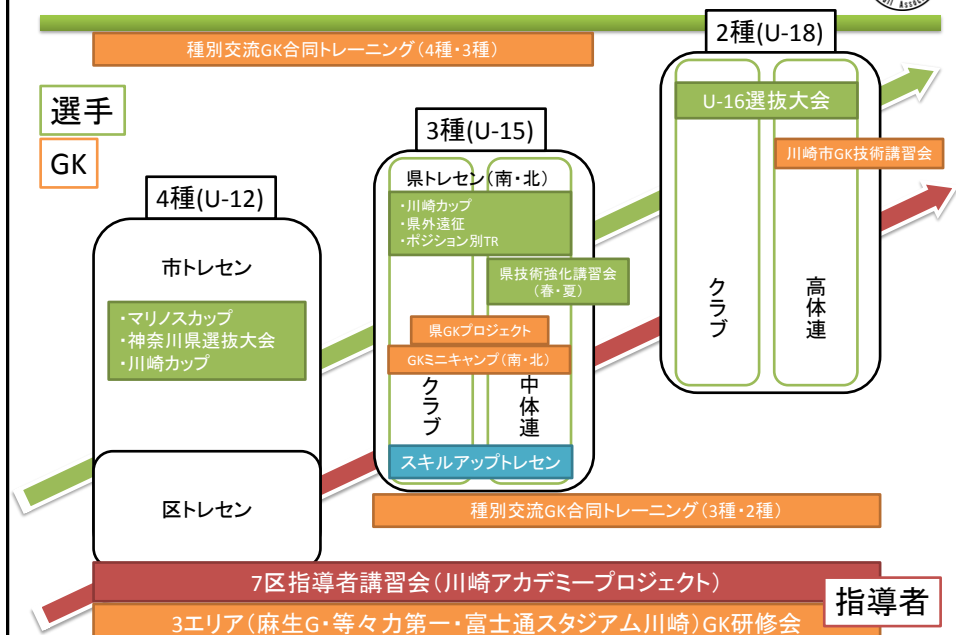 種別交流GK合同トレーニング（4種・3種）
選手
GK
4種(U-12)
市トレセン
・マリノスカップ
・神奈川県選抜大会
・川崎カップ
区トレセン
3種(U-15)
県トレセン（南・北）
・川崎カップ
・県外遠征
・ポジション別TR
県技術強化講習会
（春・夏）
県GKプロジェクト
GKミニキャンプ（南・北）
クラブ
中体連
スキルアップトレセン
2種(U-18)
U-16選抜大会
川崎市GK技術講習会
クラブ
高体連
種別交流GK合同トレーニング（3種・2種）
7区指導者講習会（川崎アカデミープロジェクト）
指導者
3エリア（麻生G・等々力第一・富士通スタジアム川崎）GK研修会